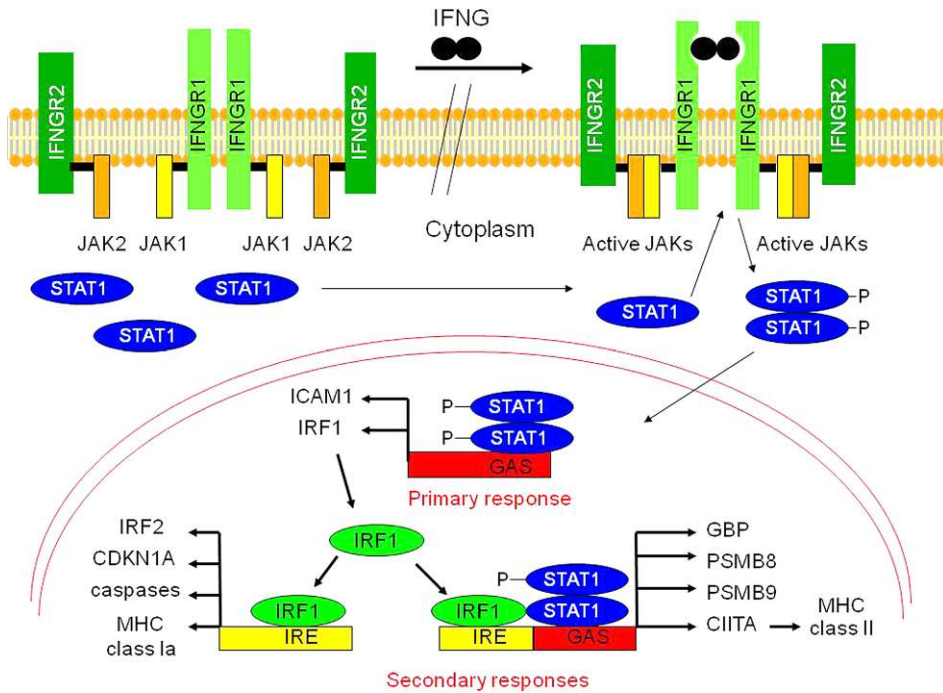 IFNG
IFNGR2
IFNGR1
IFNGR1
IFNGR2
IFNGR2
IFNGR1
IFNGR1
IFNGR2
JAK2
JAK1
JAK1
JAK2
Cytoplasm
Active JAKs
Active JAKs
STAT1
STAT1
STAT1
STAT1
STAT1
P
STAT1
P
ICAM1
P
STAT1
IRF1
P
STAT1
GAS
Primary response
IRF2
CDKN1A
caspases
MHC
class Ia
IRF1
IRF1
IRE
P
STAT1
IRF1
STAT1
IRE
GAS
GBP
PSMB8
PSMB9
CIITA
MHC
class II
Secondary responses